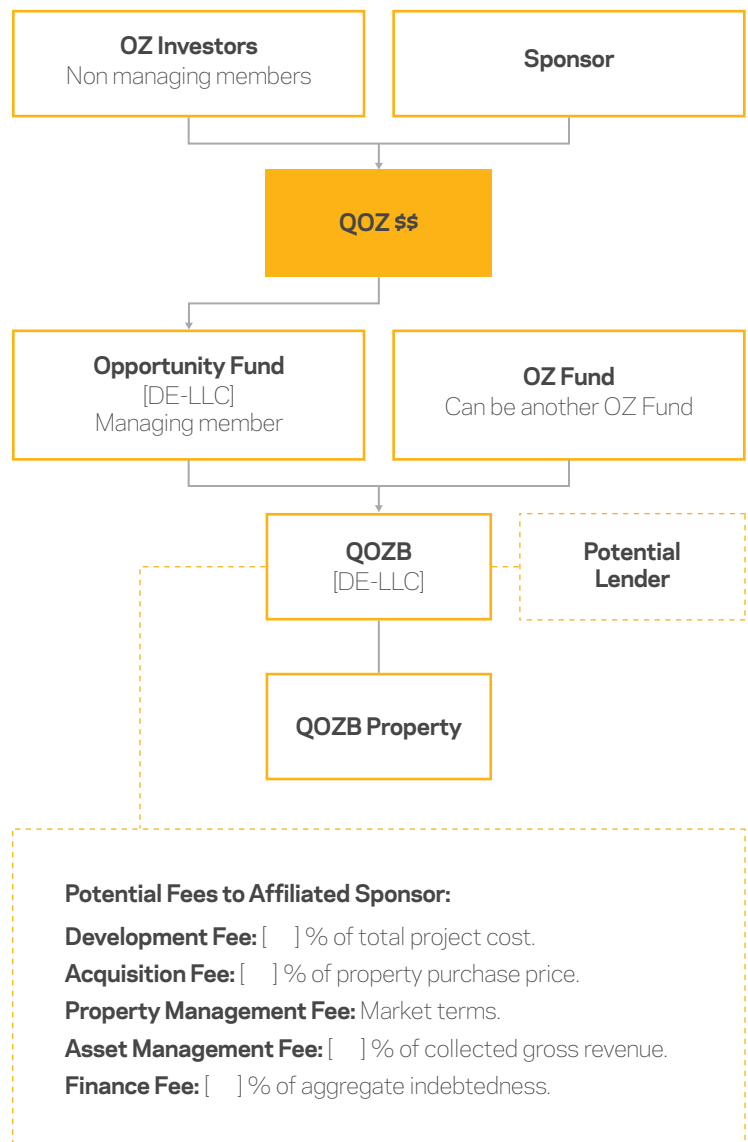 OZ Investors
Non managing members
Sponsor
QOZ $$
Opportunity Fund
[DE-LLC]
Managing member
OZ Fund
Can be another OZ Fund
QOZB
[DE-LLC]
Potential
Lender
QOZB Property
Potential Fees to Affiliated Sponsor:
Development Fee: [ ] % of total project cost.
Acquisition Fee: [ ] % of property purchase price.
Property Management Fee: Market terms.
Asset Management Fee: [ ] % of collected gross revenue.
Finance Fee: [ ] % of aggregate indebtedness.